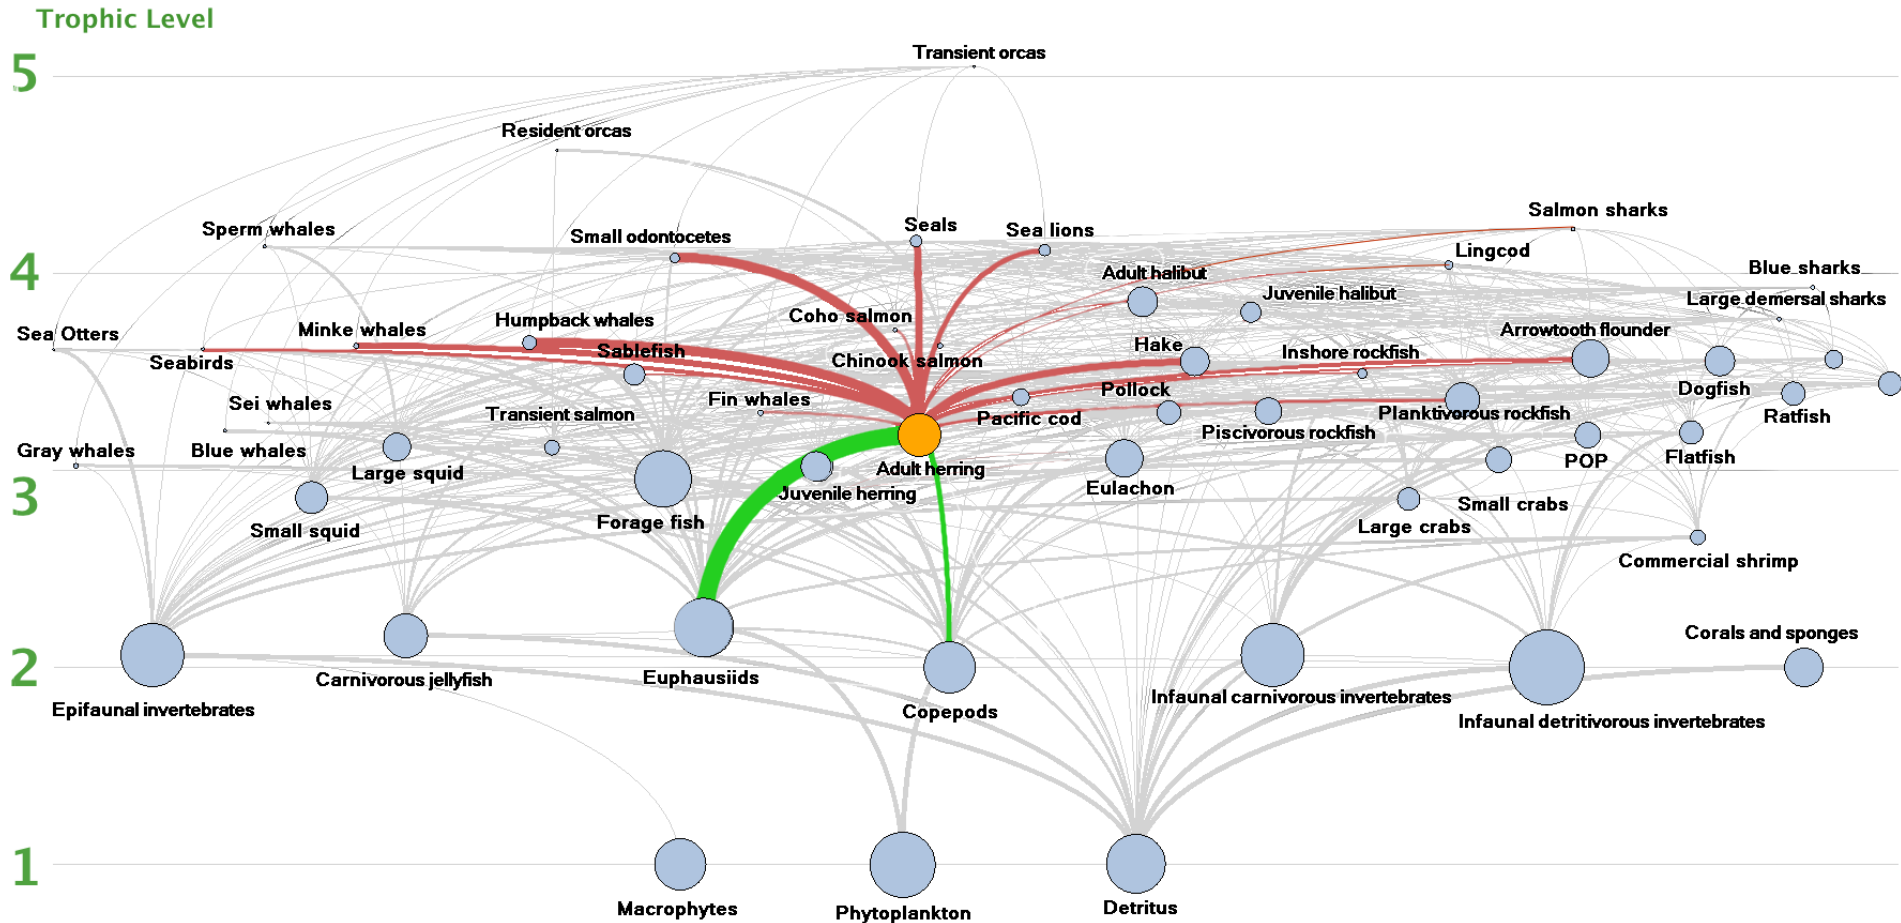 Trophic Level
Transient orcas
5
Resident orcas
Salmon sharks
Seals
Sperm whales
Sea lions
Small odontocetes
Lingcod
4
Blue sharks
Adult halibut
Juvenile halibut
Large demersal sharks
Coho salmon
Humpback whales
Minke whales
Arrowtooth flounder
Sea Otters
Hake
Sablefish
Inshore rockfish
Seabirds
Chinook salmon
Pollock
Dogfish
Fin whales
Sei whales
Transient salmon
Planktivorous rockfish
Ratfish
Pacific cod
Piscivorous rockfish
Gray whales
Blue whales
Flatfish
POP
Adult herring
Large squid
Eulachon
Juvenile herring
3
Small crabs
Forage fish
Large crabs
Small squid
Commercial shrimp
Corals and sponges
2
Euphausiids
Carnivorous jellyfish
Infaunal carnivorous invertebrates
Epifaunal invertebrates
Copepods
Infaunal detritivorous invertebrates
1
Detritus
Macrophytes
Phytoplankton